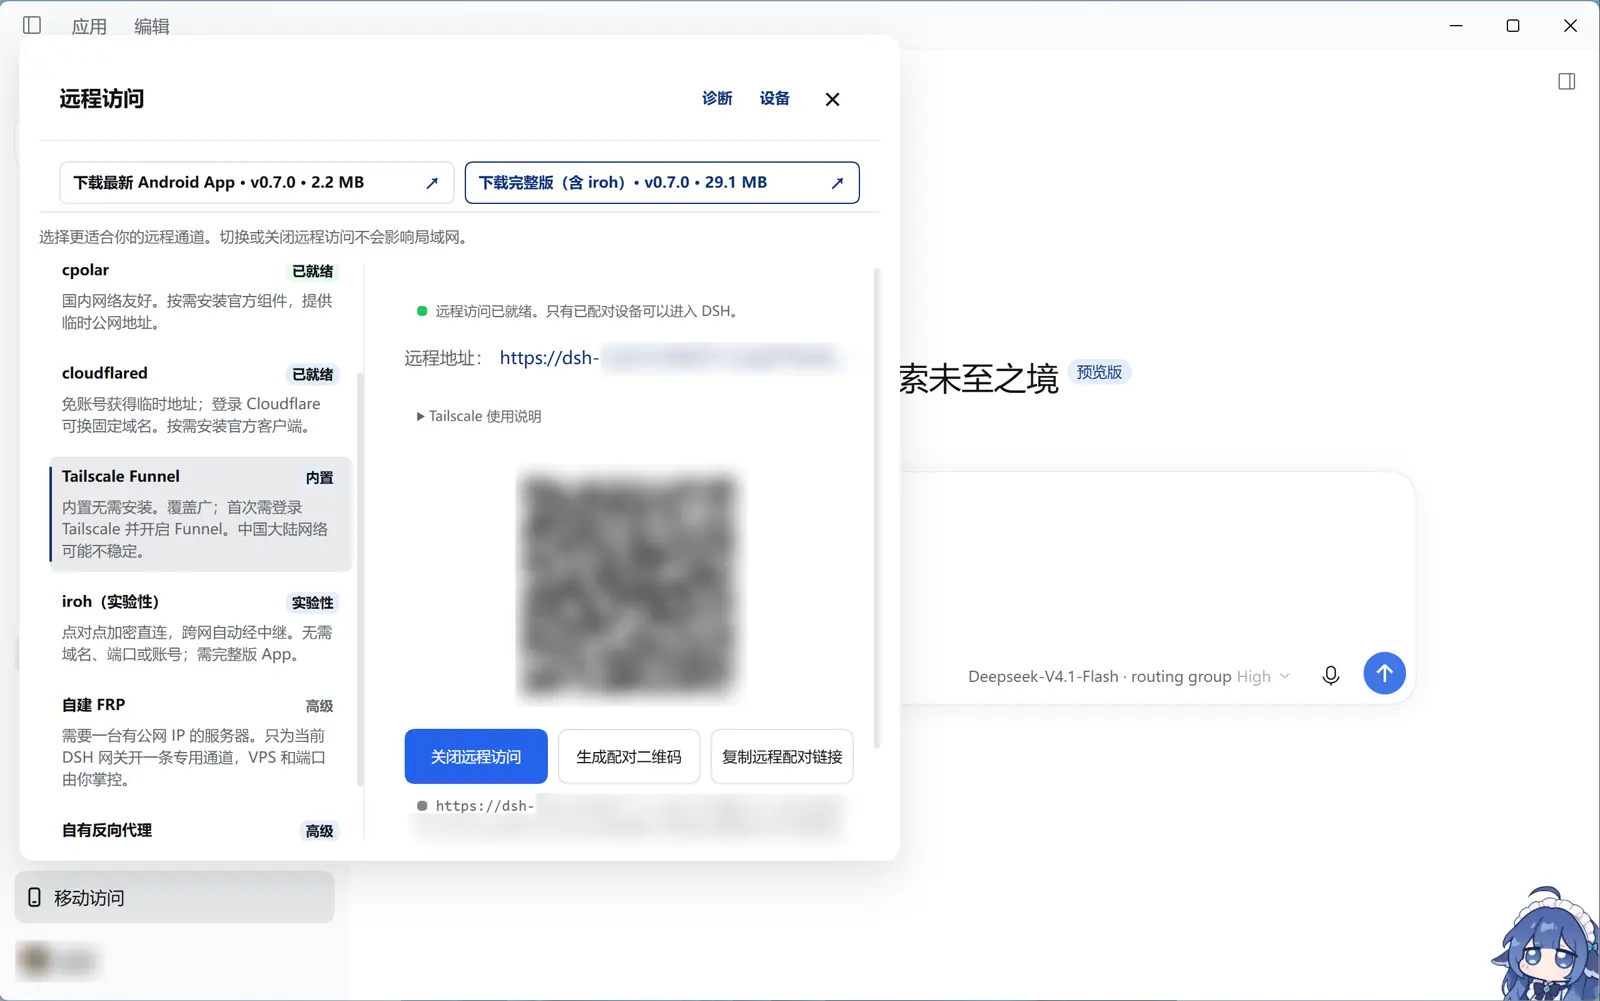 应用 编辑
远程访问
诊断 设备
下载最新 Android App • v0.7.0 • 2.2 MB
下载完整版（含 iroh）• v0.7.0 • 29.1 MB
选择更适合你的远程通道。切换或关闭远程访问不会影响局域网。
cpolar 已就绪
国内网络友好。按需安装官方组件，提供
临时公网地址。
cloudflared 已就绪
免账号获得临时地址；登录 Cloudflare
可换固定域名。按需安装官方客户端。
Tailscale Funnel 内置
内置无需安装。覆盖广；首次需登录
Tailscale 并开启 Funnel。中国大陆网络
可能不稳定。
iroh（实验性） 实验性
点对点加密直连，跨网自动经中继。无需
域名、端口或账号；需完整版 App。
自建 FRP 高级
需要一台有公网 IP 的服务器。只为当前
DSH 网关开一条专用通道，VPS 和端口
由你掌控。
自有反向代理 高级
远程访问已就绪。只有已配对设备可以进入 DSH。
远程地址： https://dsh-
Tailscale 使用说明
关闭远程访问 生成配对二维码 复制远程配对链接
https://dsh-
索未至之境 预览版
Deepseek-V4.1-Flash · routing group High
移动访问